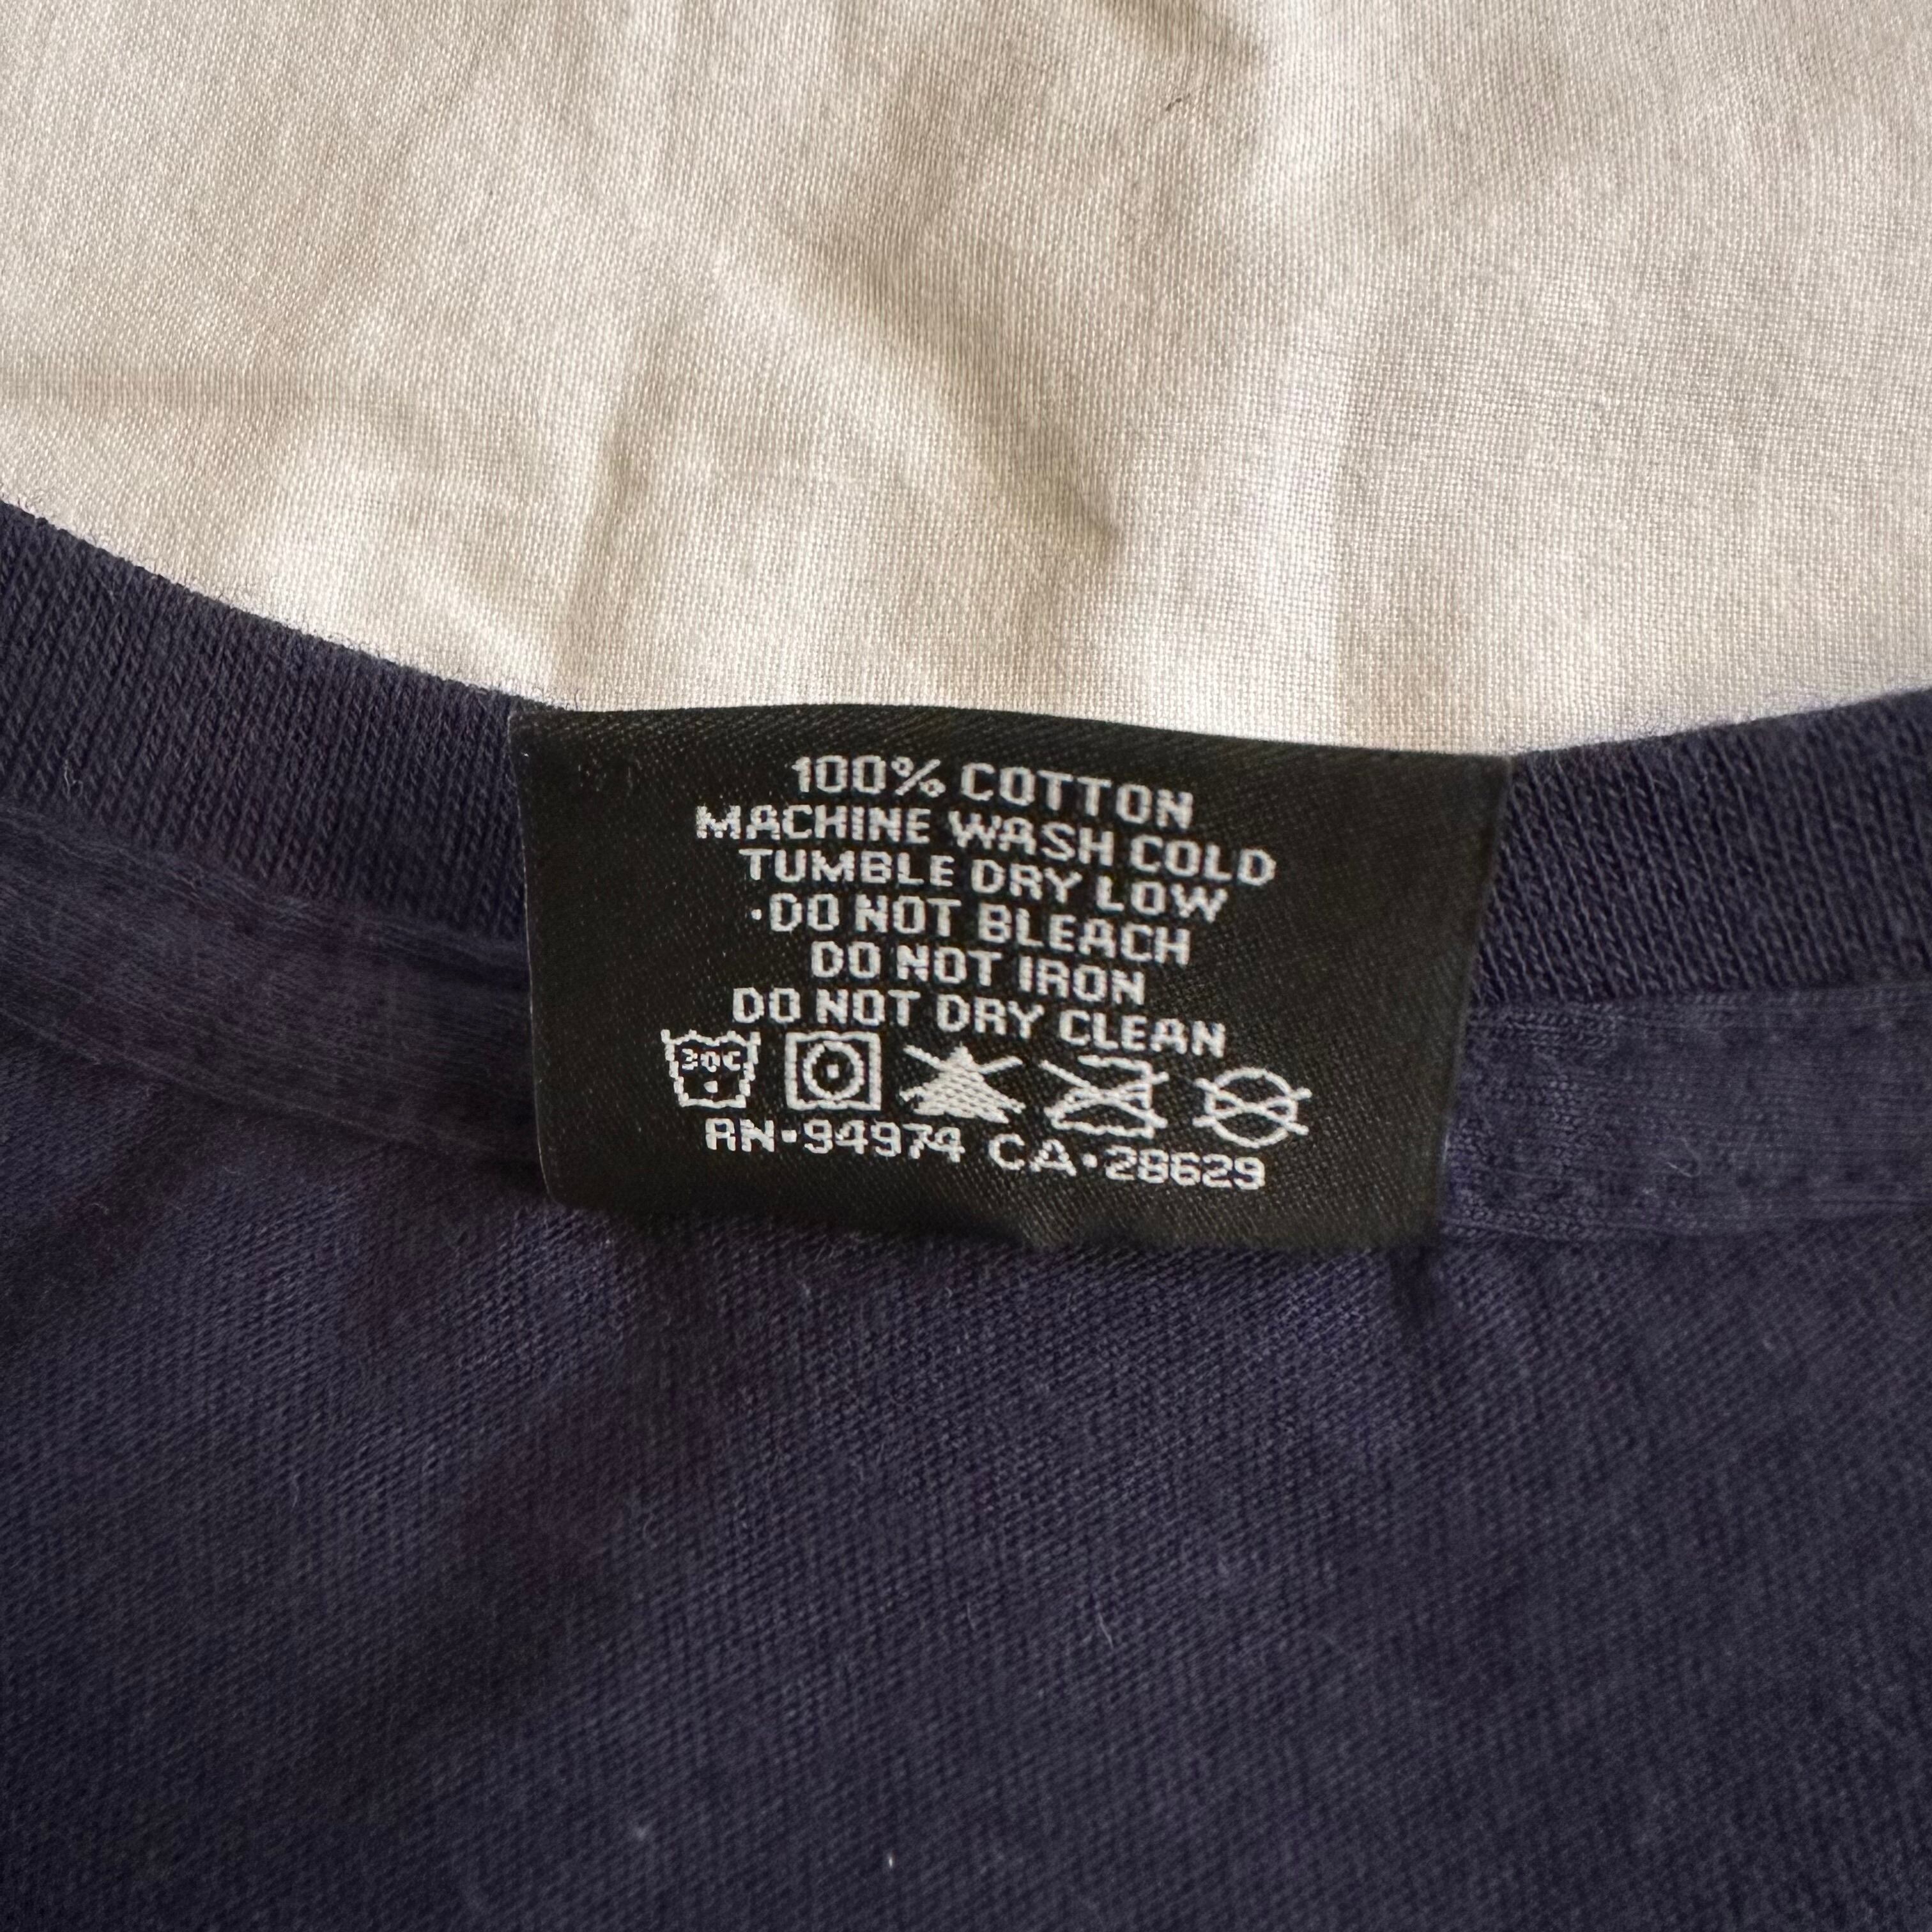 100% COTTON
MACHINE WASH COLD
TUMBLE DRY LOW
·DO NOT BLEACH
DO NOT IRON
DO NOT DRY CLEAN
30C
RN·94974 CA·28629